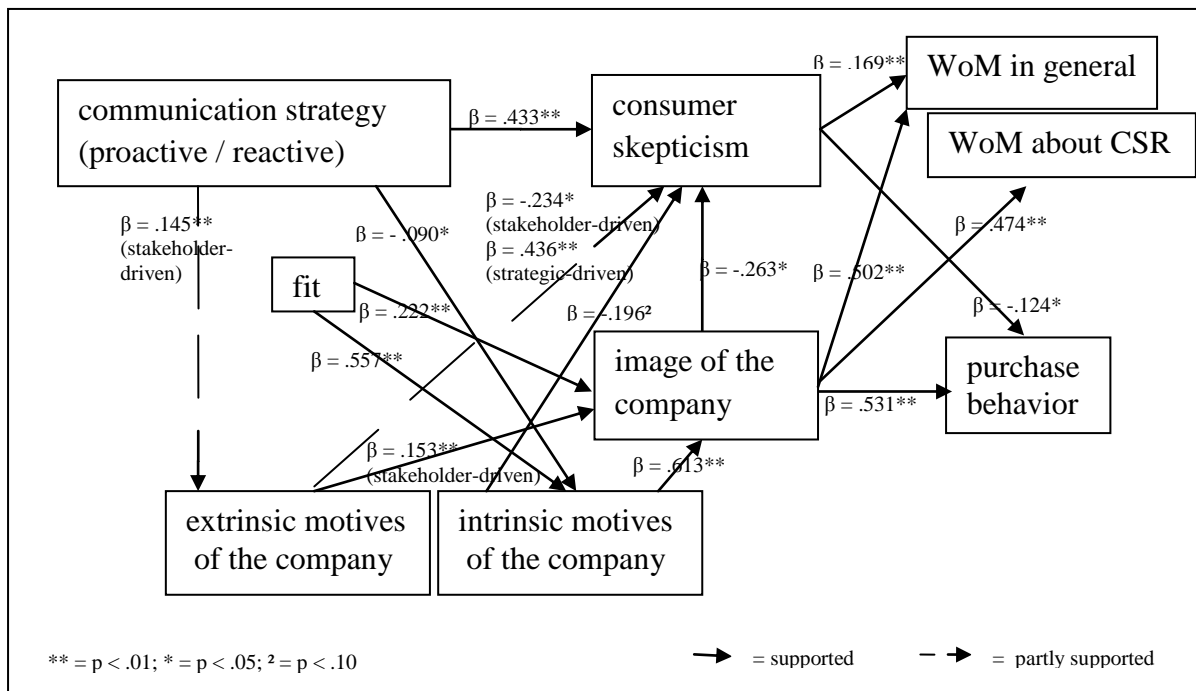 communication strategy
(proactive / reactive)
β = .433**
consumer
skepticism
β = .169**
WoM in general
WoM about CSR
β = .145**
(stakeholder-
driven)
β = - .090*
β = -.234*
(stakeholder-driven)
β = .436**
(strategic-driven)
β = -.263*
β = .474**
β = .502**
β = -.124*
fit
β = .222**
β = .557**
β = -.196²
image of the
company
β = .531**
purchase
behavior
β = .153**
(stakeholder-driven)
β = .613**
extrinsic motives
of the company
intrinsic motives
of the company
** = p < .01; * = p < .05; ² = p < .10
= supported
= partly supported